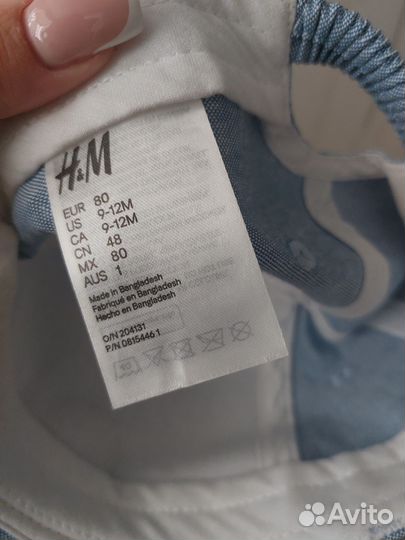 H&M
EUR 80
US 9-12M
CA 9-12M
CN 48
MX 80
AUS 1
Made in Bangladesh
Fabriqué en Bangladesh
Hecho en Bangladesh
O/N 204131
P/N 0815446 1
40
Avito